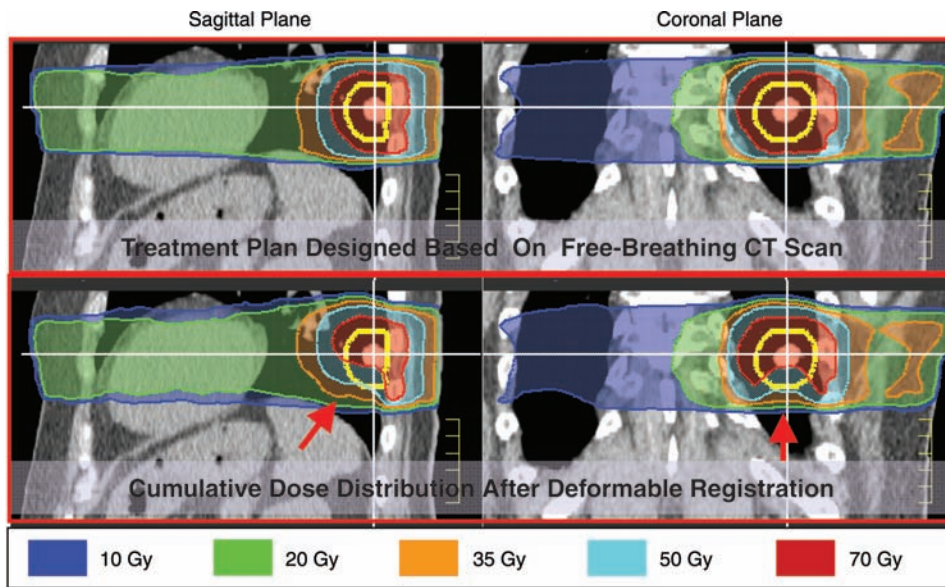 Sagittal Plane
Coronal Plane
Treatment Plan Designed Based On Free-Breathing CT Scan
Cumulative Dose Distribution After Deformable Registration
10 Gy
20 Gy
35 Gy
50 Gy
70 Gy